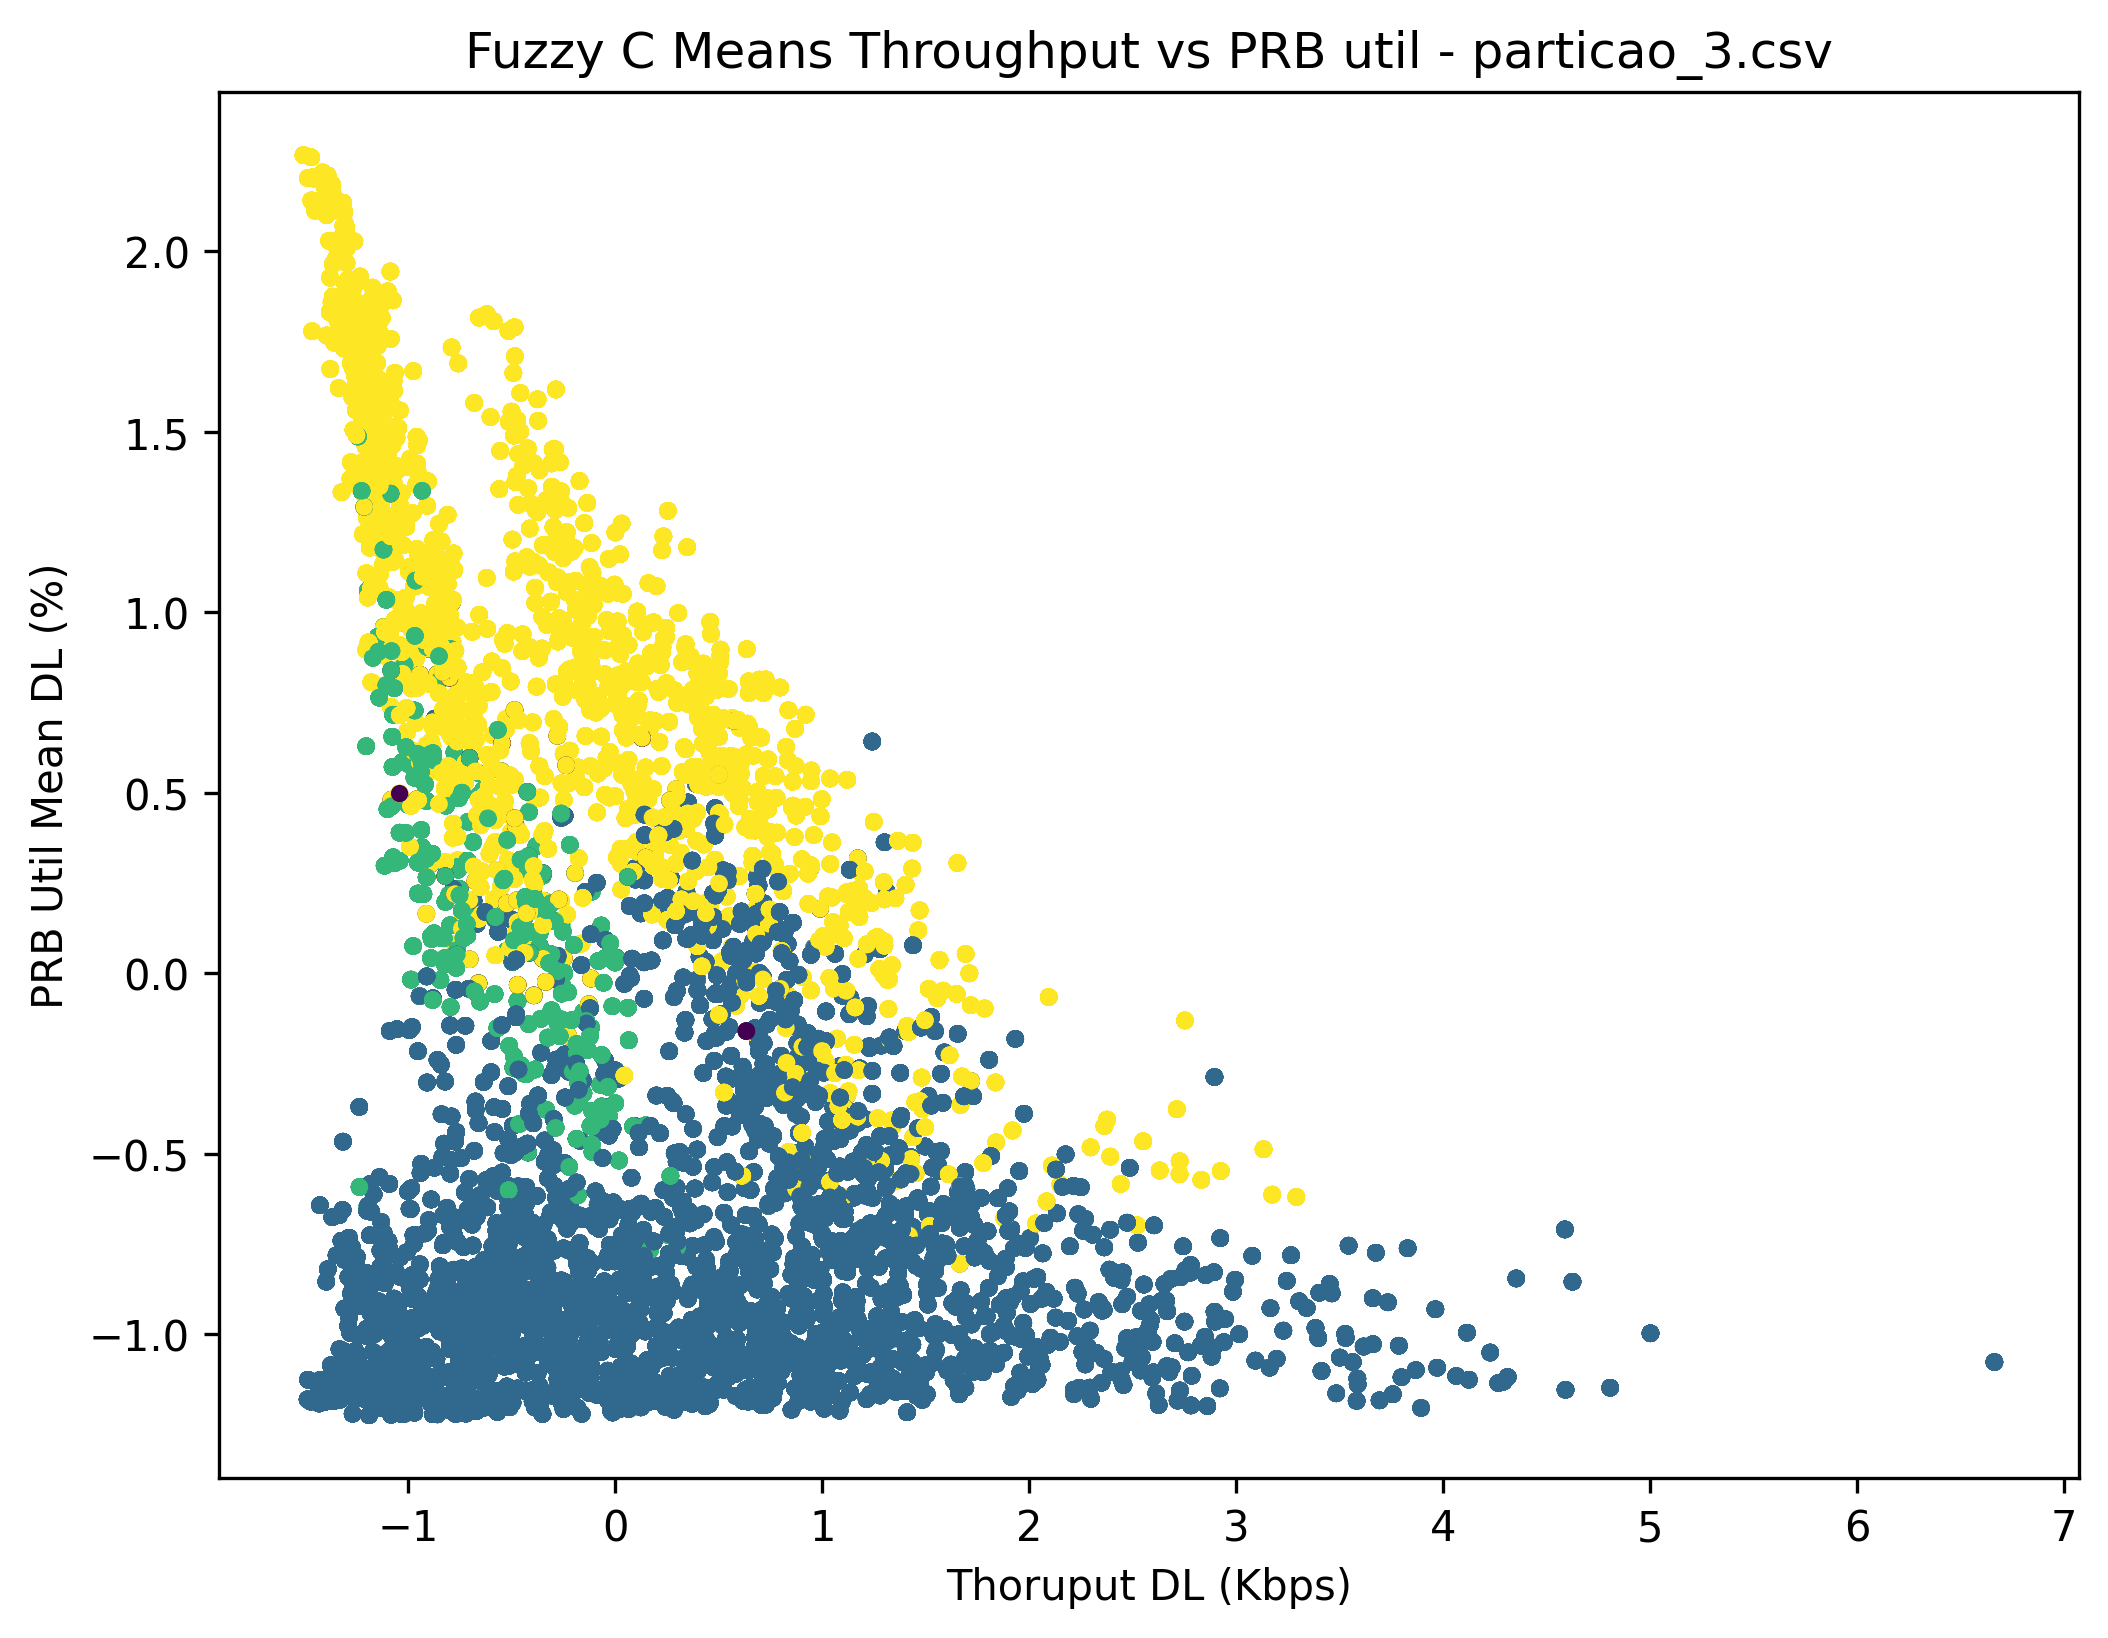 Fuzzy C Means Throughput vs PRB util - particao_3.csv
PRB Util Mean DL (%)
2.0
1.5
1.0
0.5
0.0
−0.5
−1.0
−1 0 1 2 3 4 5 6 7
Thoruput DL (Kbps)